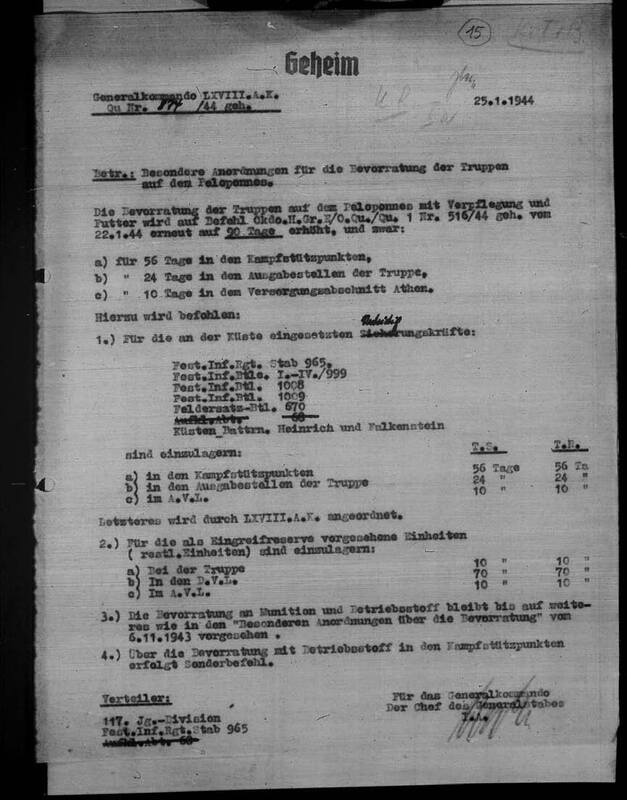 15
Geheim
Generalkommando LXVIII.A.K.
Qu Nr. /44 geh.
25.1.1944
Betr.: Besondere Anordnungen für die Bevorratung der Truppen
auf dem Peloponnes.
Die Bevorratung der Truppen auf dem Peloponnes mit Verpflegung und
Futter wird auf Befehl Okdo.H.Gr.E/O.Qu./Qu. 1 Nr. 516/44 geh. vom
22.1.44 erneut auf 90 Tage erhöht, und zwar:
a) für 56 Tage in den Kampfstützpunkten,
b) " 24 Tage in den Ausgabestellen der Truppe,
c) " 10 Tage in dem Versorgungsabschnitt Athen.
Hierzu wird befohlen:
1.) Für die an der Küste eingesetzten Sicherungskräfte:
Fest.Inf.Rgt. Stab 965.
Fest.Inf.Btle. I.-IV./999
Fest.Inf.Btl. 1008
Fest.Inf.Btl. 1009
Feldersatz-Btl. 670
Aufkl.Abt. 68
Küsten Battrn. Heinrich und Falkenstein
T.S. T.R.
sind einzulagern:
a) in den Kampfstützpunkten 56 Tage 56 Ta
b) in den Ausgabestellen der Truppe 24 " 24 "
c) im A.V.L. 10 " 10 "
Letzteres wird durch LXVIII.A.K. angeordnet.
2.) Für die als Eingreifreserve vorgesehene Einheiten
( restl.Einheiten) sind einzulagern:
a) Bei der Truppe 10 " 10 "
b) In den D.V.L. 70 " 70 "
c) Im A.V.L. 10 " 10 "
3.) Die Bevorratung an Munition und Betriebsstoff bleibt bis auf weite-
res wie in den "Besonderen Anordnungen über die Bevorratung" vom
6.11.1943 vorgesehen .
4.) Über die Bevorratung mit Betriebsstoff in den Kampfstützpunkten
erfolgt Sonderbefehl.
Verteiler:
Für das Generalkommando
Der Chef des Generalstabes
117. Jg.-Division
Fest.Inf.Rgt.Stab 965
Aufkl.Abt. 68